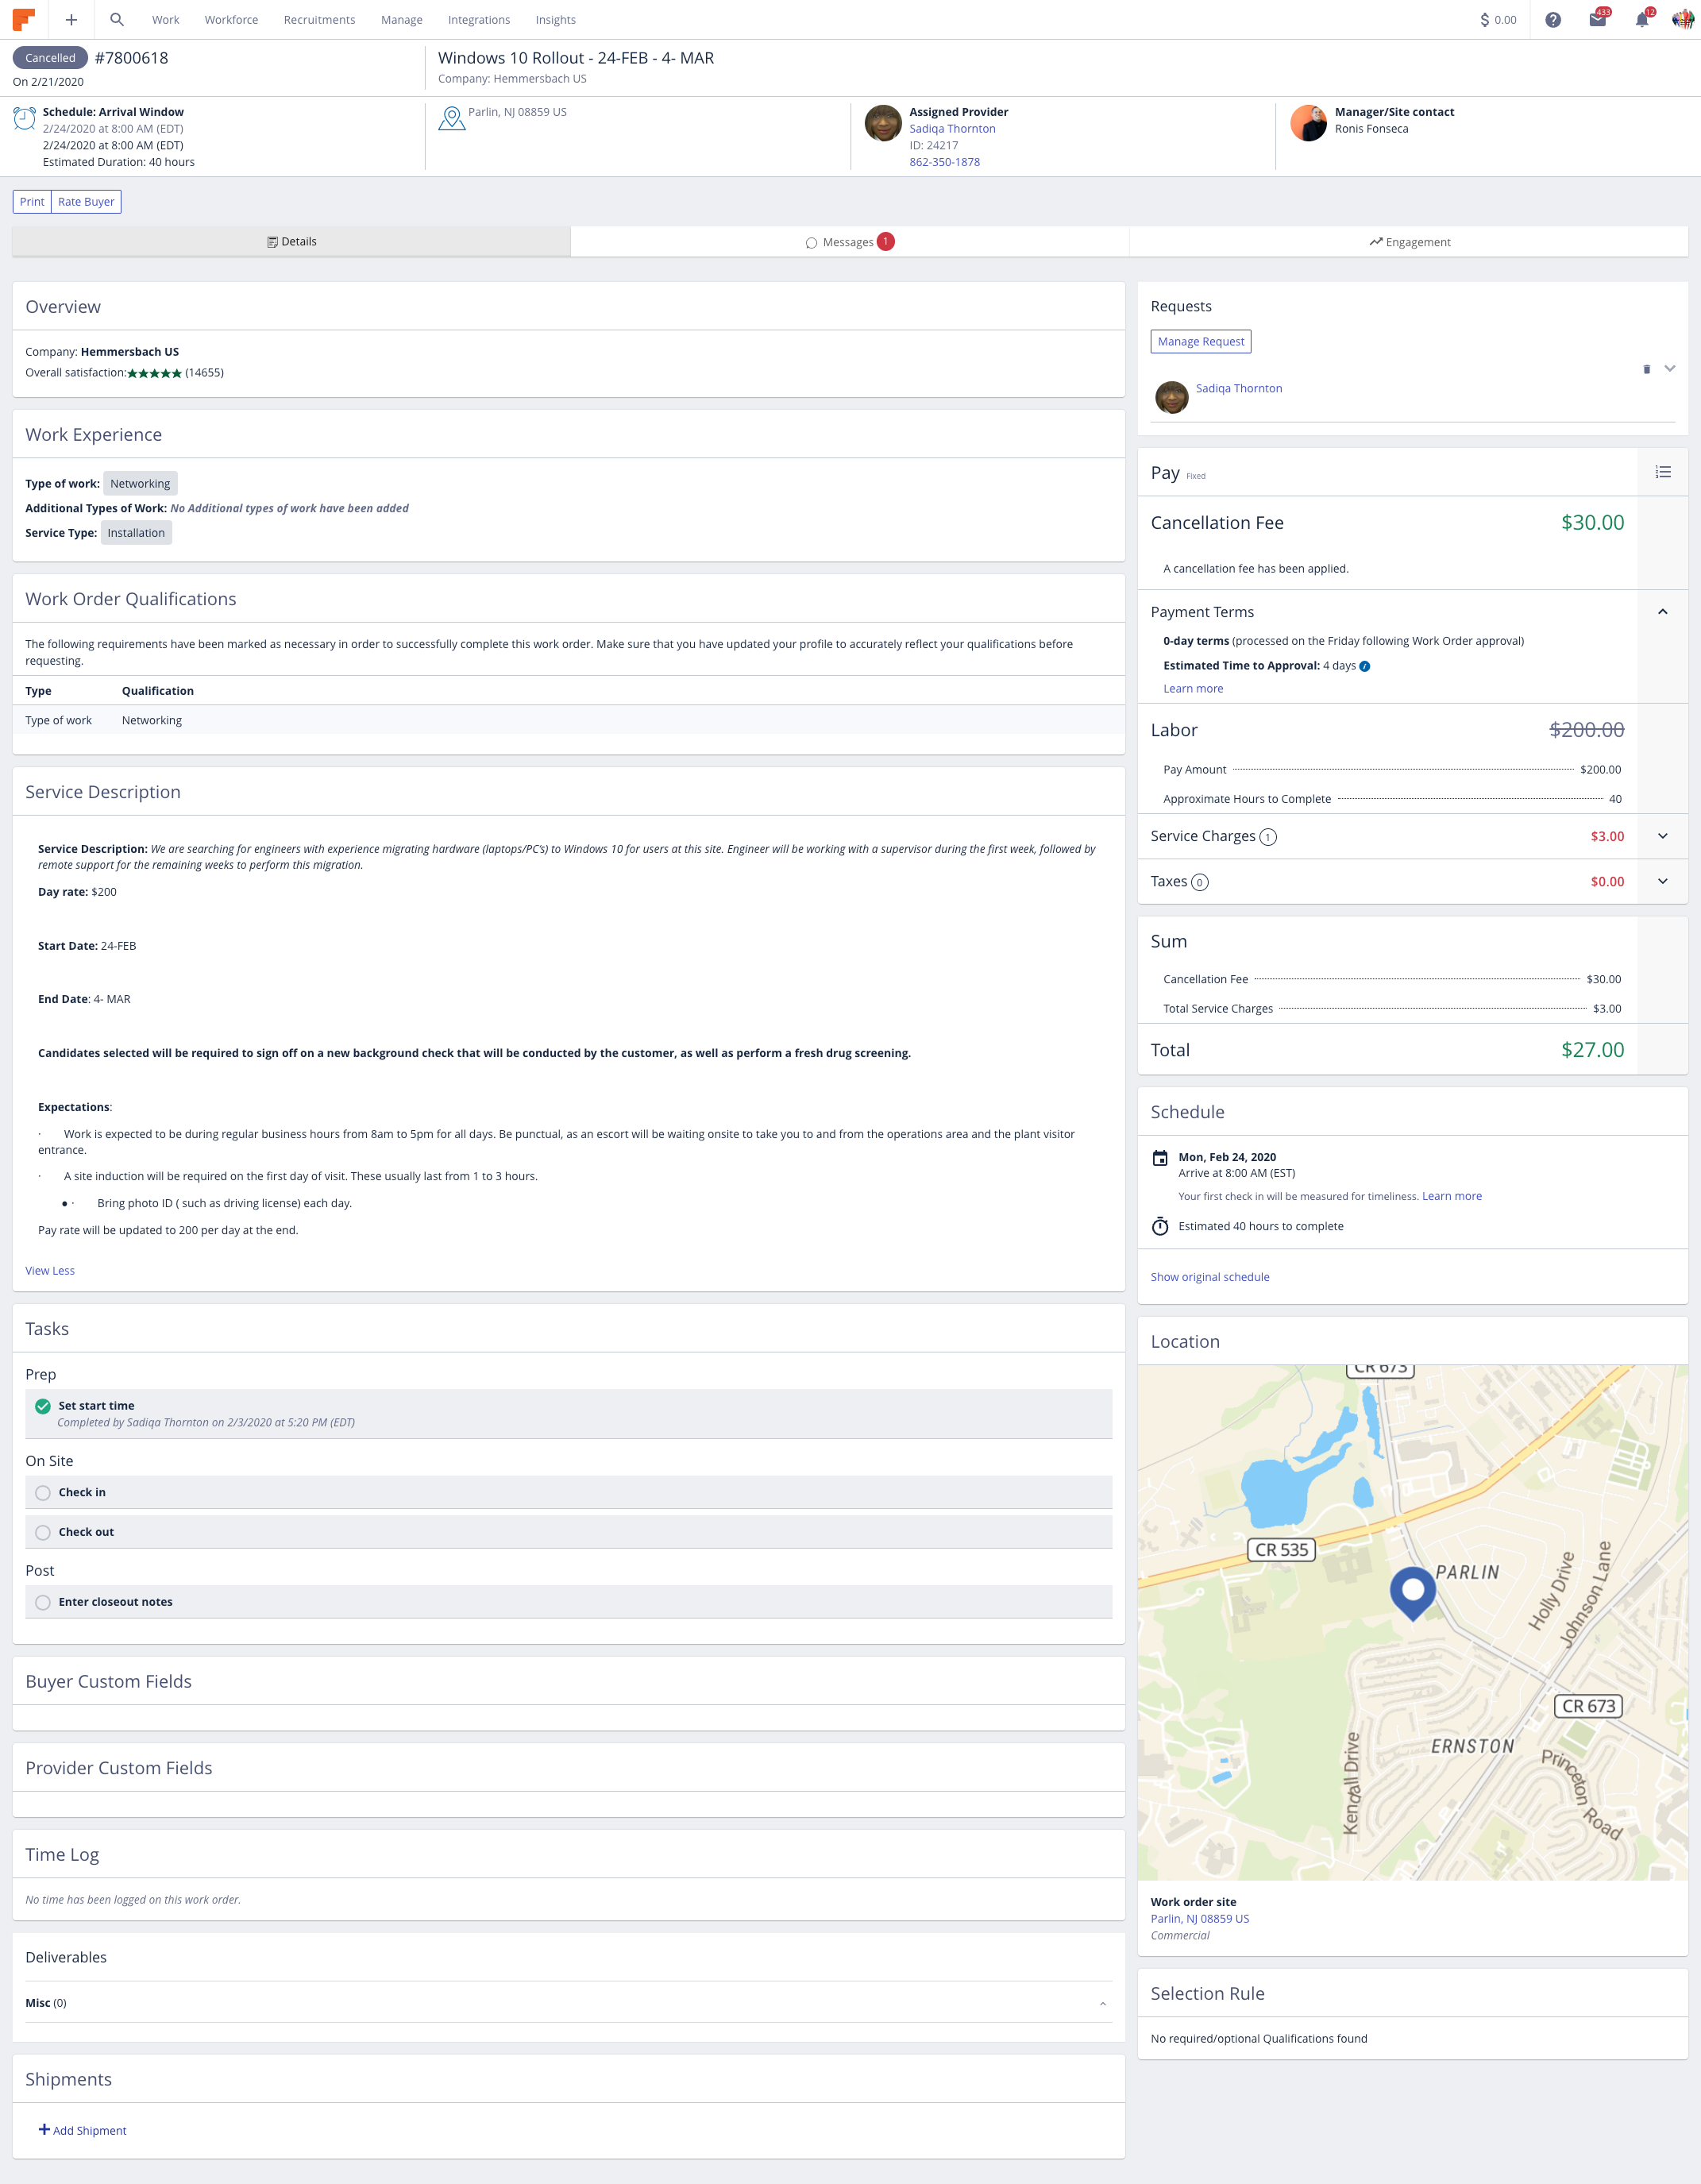 Work Workforce Recruitments Manage Integrations Insights $ 0.00 433 12
Cancelled #7800618
On 2/21/2020
Windows 10 Rollout - 24-FEB - 4- MAR
Company: Hemmersbach US
Schedule: Arrival Window
2/24/2020 at 8:00 AM (EDT)
2/24/2020 at 8:00 AM (EDT)
Estimated Duration: 40 hours
Parlin, NJ 08859 US
Assigned Provider
Sadiqa Thornton
ID: 24217
862-350-1878
Manager/Site contact
Ronis Fonseca
Print Rate Buyer
Details Messages 1 Engagement
Overview
Company: Hemmersbach US
Overall satisfaction:★★★★★ (14655)
Work Experience
Type of work: Networking
Additional Types of Work: No Additional types of work have been added
Service Type: Installation
Work Order Qualifications
The following requirements have been marked as necessary in order to successfully complete this work order. Make sure that you have updated your profile to accurately reflect your qualifications before
requesting.
Type Qualification
Type of work Networking
Service Description
Service Description: We are searching for engineers with experience migrating hardware (laptops/PC's) to Windows 10 for users at this site. Engineer will be working with a supervisor during the first week, followed by
remote support for the remaining weeks to perform this migration.
Day rate: $200
Start Date: 24-FEB
End Date: 4- MAR
Candidates selected will be required to sign off on a new background check that will be conducted by the customer, as well as perform a fresh drug screening.
Expectations:
· Work is expected to be during regular business hours from 8am to 5pm for all days. Be punctual, as an escort will be waiting onsite to take you to and from the operations area and the plant visitor
entrance.
· A site induction will be required on the first day of visit. These usually last from 1 to 3 hours.
• · Bring photo ID ( such as driving license) each day.
Pay rate will be updated to 200 per day at the end.
View Less
Tasks
Prep
Set start time
Completed by Sadiqa Thornton on 2/3/2020 at 5:20 PM (EDT)
On Site
Check in
Check out
Post
Enter closeout notes
Buyer Custom Fields
Provider Custom Fields
Time Log
No time has been logged on this work order.
Deliverables
Misc (0)
Shipments
+ Add Shipment
Requests
Manage Request
Sadiqa Thornton
Pay Fixed
Cancellation Fee $30.00
A cancellation fee has been applied.
Payment Terms
0-day terms (processed on the Friday following Work Order approval)
Estimated Time to Approval: 4 days
Learn more
Labor $200.00
Pay Amount $200.00
Approximate Hours to Complete 40
Service Charges 1 $3.00
Taxes 0 $0.00
Sum
Cancellation Fee $30.00
Total Service Charges $3.00
Total $27.00
Schedule
Mon, Feb 24, 2020
Arrive at 8:00 AM (EST)
Your first check in will be measured for timeliness. Learn more
Estimated 40 hours to complete
Show original schedule
Location
CR 673
CR 535
PARLIN
Holly Drive
Johnson Lane
CR 673
ERNSTON
Kendall Drive
Princeton Road
Work order site
Parlin, NJ 08859 US
Commercial
Selection Rule
No required/optional Qualifications found